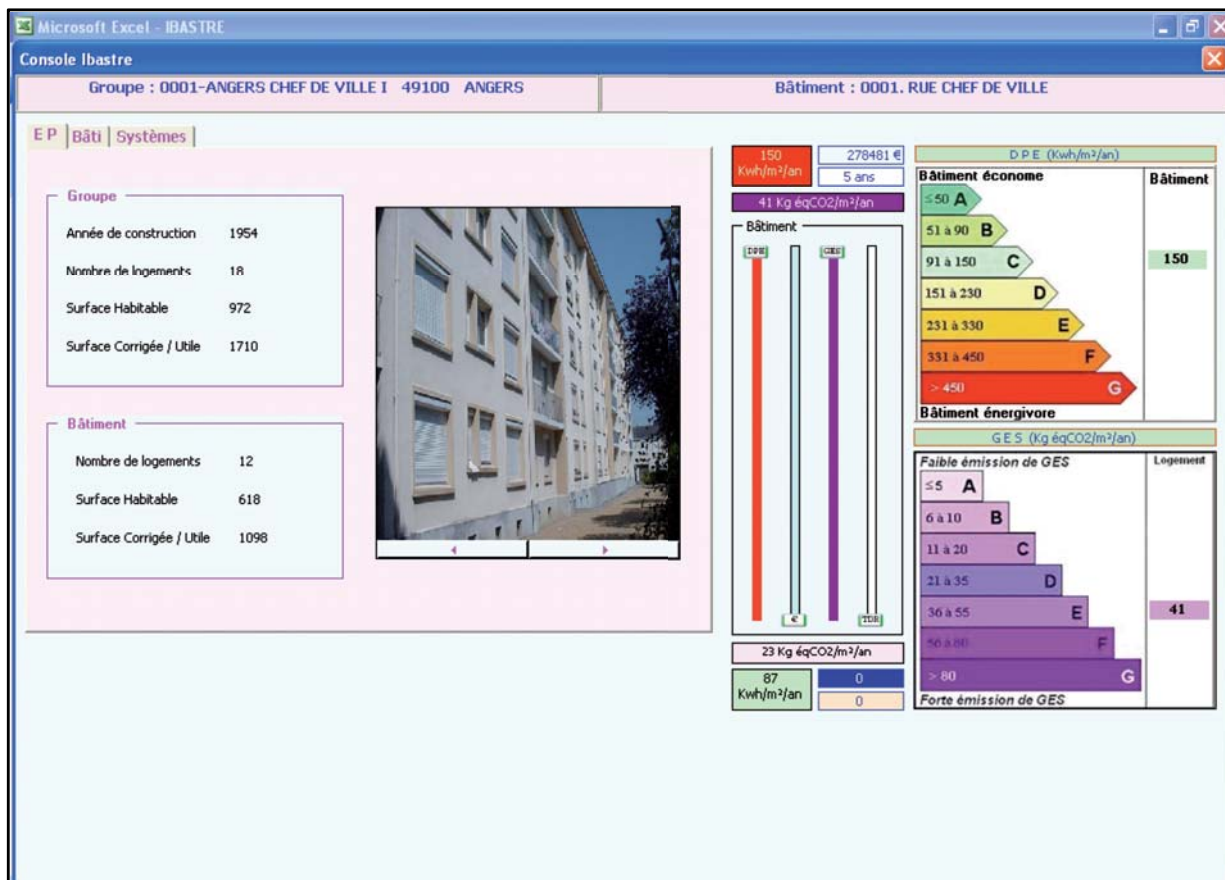 Microsoft Excel - IBASTRE
Console Ibastre
Groupe : 0001-ANGERS CHEF DE VILLE I 49100 ANGERS
Bâtiment : 0001. RUE CHEF DE VILLE
E P Bâti Systèmes
Groupe
Année de construction 1954
Nombre de logements 18
Surface Habitable 972
Surface Corrigée / Utile 1710
Bâtiment
Nombre de logements 12
Surface Habitable 618
Surface Corrigée / Utile 1098
150
Kwh/m²/an
278481 €
5 ans
41 Kg éqCO2/m²/an
Bâtiment
DPE
GES
€
TDR
23 Kg éqCO2/m²/an
87
Kwh/m²/an
0
0
D P E (Kwh/m²/an)
Bâtiment économe
Bâtiment
≤50 A
51 à 90 B
91 à 150 C
150
151 à 230 D
231 à 330 E
331 à 450 F
> 450 G
Bâtiment énergivore
G E S (Kg éqCO2/m²/an)
Faible émission de GES
Logement
≤5 A
6 à 10 B
11 à 20 C
21 à 35 D
36 à 55 E
41
56 à 80 F
> 80 G
Forte émission de GES